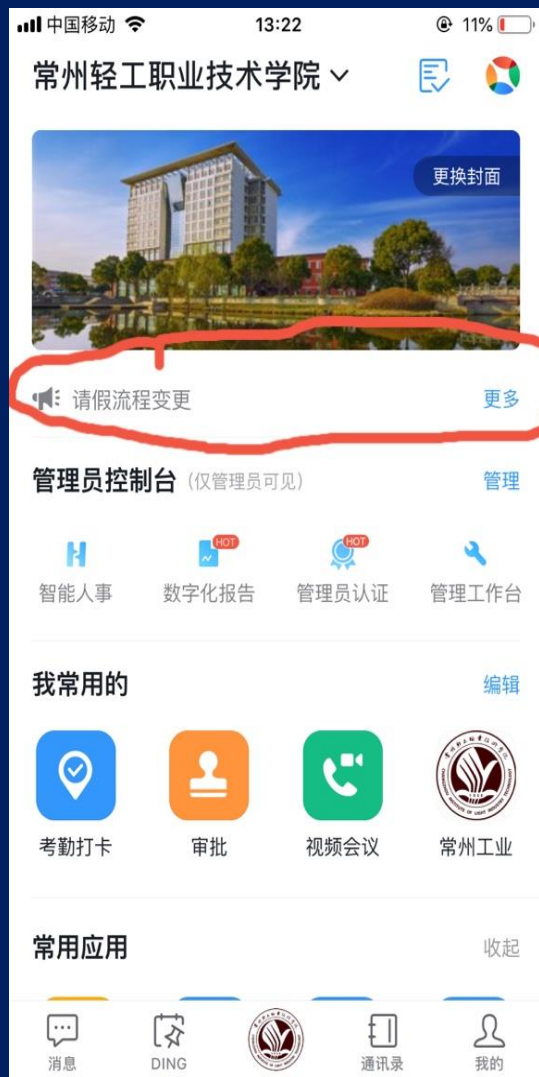 中国移动 13:22 11%
常州轻工职业技术学院
更换封面
请假流程变更 更多
管理员控制台（仅管理员可见） 管理
HOT HOT
智能人事 数字化报告 管理员认证 管理工作台
我常用的 编辑
考勤打卡 审批 视频会议 常州工业
常用应用 收起
消息 DING 通讯录 我的